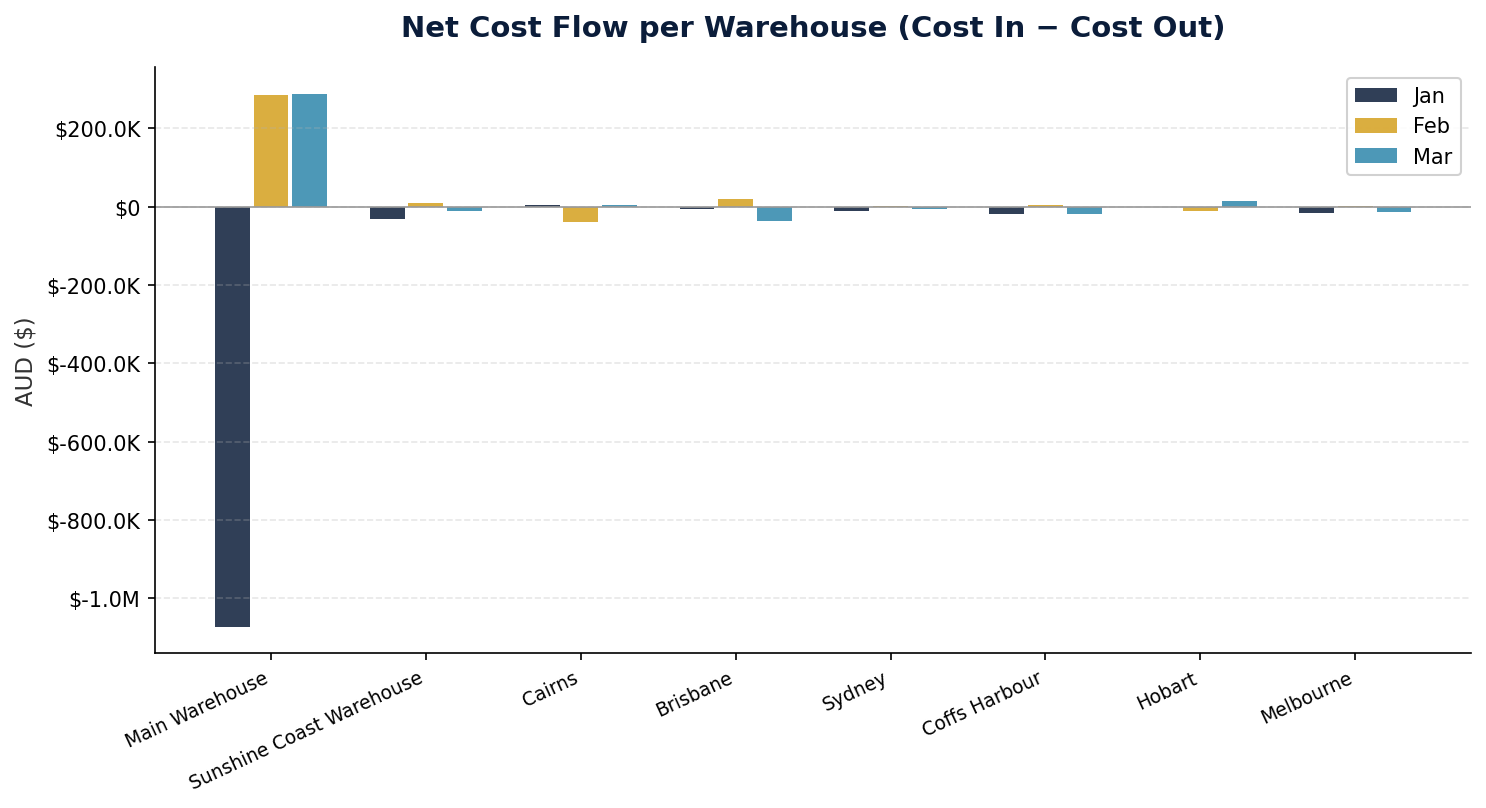 Net Cost Flow per Warehouse (Cost In − Cost Out)
Jan
Feb
Mar
AUD ($)
$200.0K
$0
$-200.0K
$-400.0K
$-600.0K
$-800.0K
$-1.0M
Main Warehouse
Sunshine Coast Warehouse
Cairns
Brisbane
Sydney
Coffs Harbour
Hobart
Melbourne